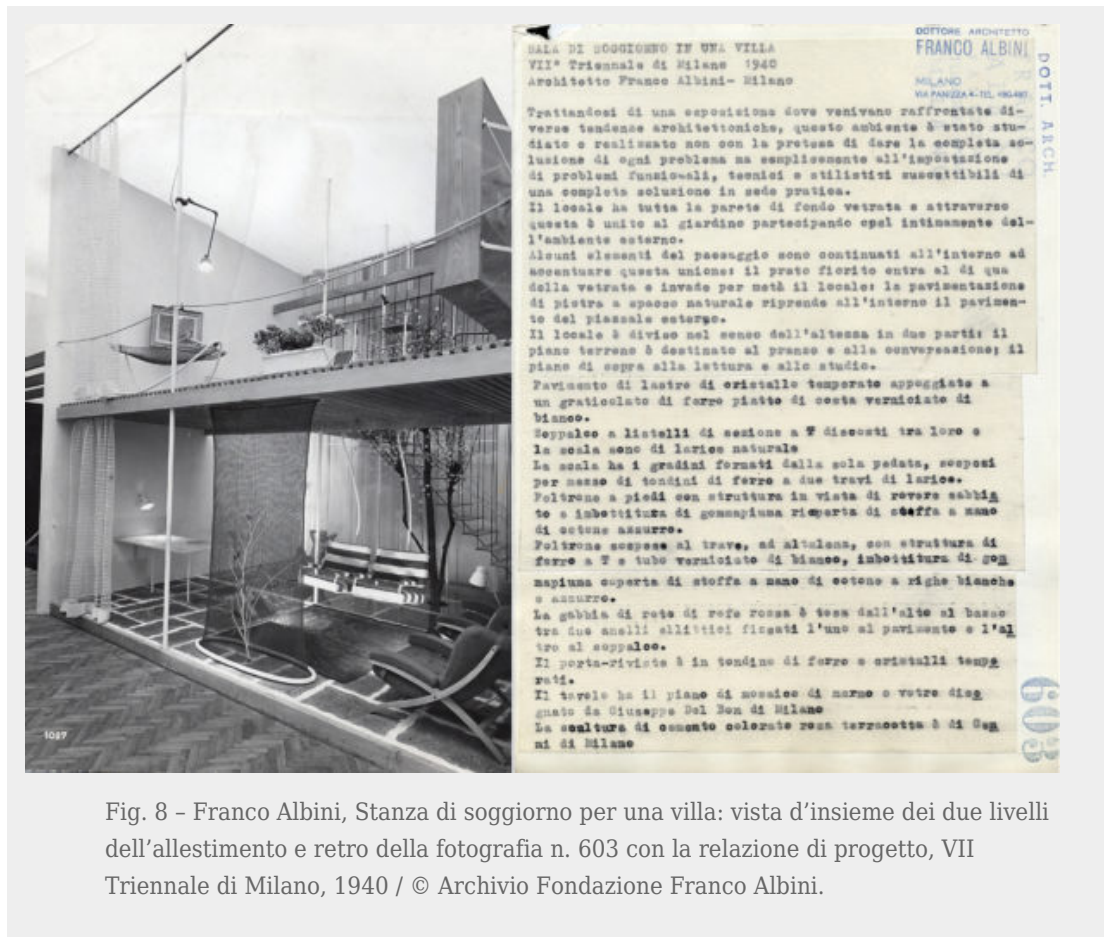 1027
SALA DI SOGGIORNO IN UNA VILLA
VII° Triennale di Milano 1940
Architetto Franco Albini- Milano
DOTTORE ARCHITETTO
FRANCO ALBINI
MILANO
VIA PANIZZA 4 - TEL.
DOTT. ARCH.
Trattandosi di una esposizione dove venivano raffrontate di-
verse tendenze architettoniche, questo ambiente è stato stu-
diato e realizzato non con la pretesa di dare la completa so-
luzione di ogni problema ma semplicemente all'impostazione
di problemi funzionali, tecnici e stilistici suscettibili di
una completa soluzione in sede pratica.
Il locale ha tutta la parete di fondo vetrata e attraverso
questa è unito al giardino partecipando così intimamente del-
l'ambiente esterno.
Alcuni elementi del paesaggio sono continuati all'interno ad
accentuare questa unione: il prato fiorito entra al di qua
della vetrata e invade per metà il locale: la pavimentazione
di pietra a spacco naturale riprende all'interno il pavimen-
to del piazzale esterno.
Il locale è diviso nel senso dell'altezza in due parti: il
piano terreno è destinato al pranzo e alla conversazione; il
piano di sopra alla lettura e allo studio.
Pavimento di lastre di cristallo temperato appoggiate a
un graticolato di ferro piatto di costa verniciato di
bianco.
Soppalco a listelli di sezione a T discosti tra loro e
la scala sono di larice naturale
La scala ha i gradini formati dalla sola pedata, sospesi
per mezzo di tondini di ferro a due travi di larice.
Poltrone a piedi con struttura in vista di rovere sabbia
to e imbottitura di gommapiuma ricoperta di stoffa a mano
di cotone azzurro.
Poltrone sospese al trave, ad altalena, con struttura di
ferro a T e tubo verniciato di bianco, imbottitura di gom
mapiuma coperta di stoffa a mano di cotone a righe bianche
e azzurro.
La gabbia di rete di refe rossa è tesa dall'alto al basso
tra due anelli ellittici fissati l'uno al pavimento e l'al
tro al soppalco.
Il porta-riviste è in tondino di ferro e cristalli tempe
rati.
Il tavolo ha il piano di mosaico di marmo e vetro dise
gnato da Giuseppe Del Bon di Milano
La scultura di cemento colorato rosa terracotta è di Gen
ni di Milano
603
Fig. 8 – Franco Albini, Stanza di soggiorno per una villa: vista d’insieme dei due livelli
dell’allestimento e retro della fotografia n. 603 con la relazione di progetto, VII
Triennale di Milano, 1940 / © Archivio Fondazione Franco Albini.